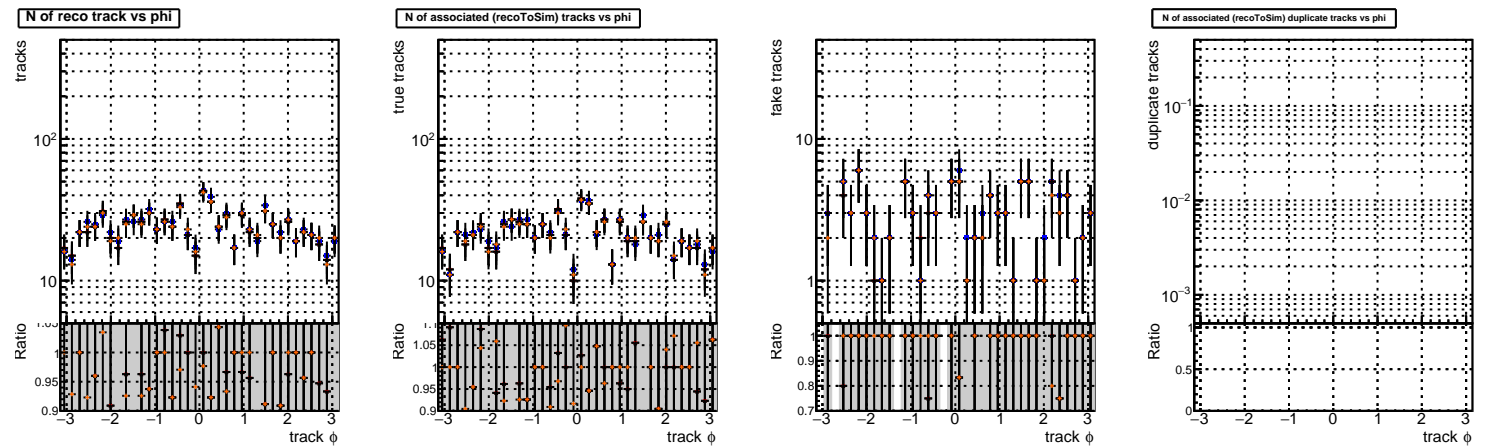 N of reco track vs phi
tracks
10²
10
1.05
1
0.95
0.9
Ratio
−3 −2 −1 0 1 2 3
track ϕ
N of associated (recoToSim) tracks vs phi
true tracks
10²
10
1.1
1.05
1
0.95
0.9
Ratio
−3 −2 −1 0 1 2 3
track ϕ
fake tracks
10
1
1
0.9
0.8
0.7
Ratio
−3 −2 −1 0 1 2 3
track ϕ
N of associated (recoToSim) duplicate tracks vs phi
duplicate tracks
10⁻¹
10⁻²
10⁻³
1
0.5
0
Ratio
−3 −2 −1 0 1 2 3
track ϕ